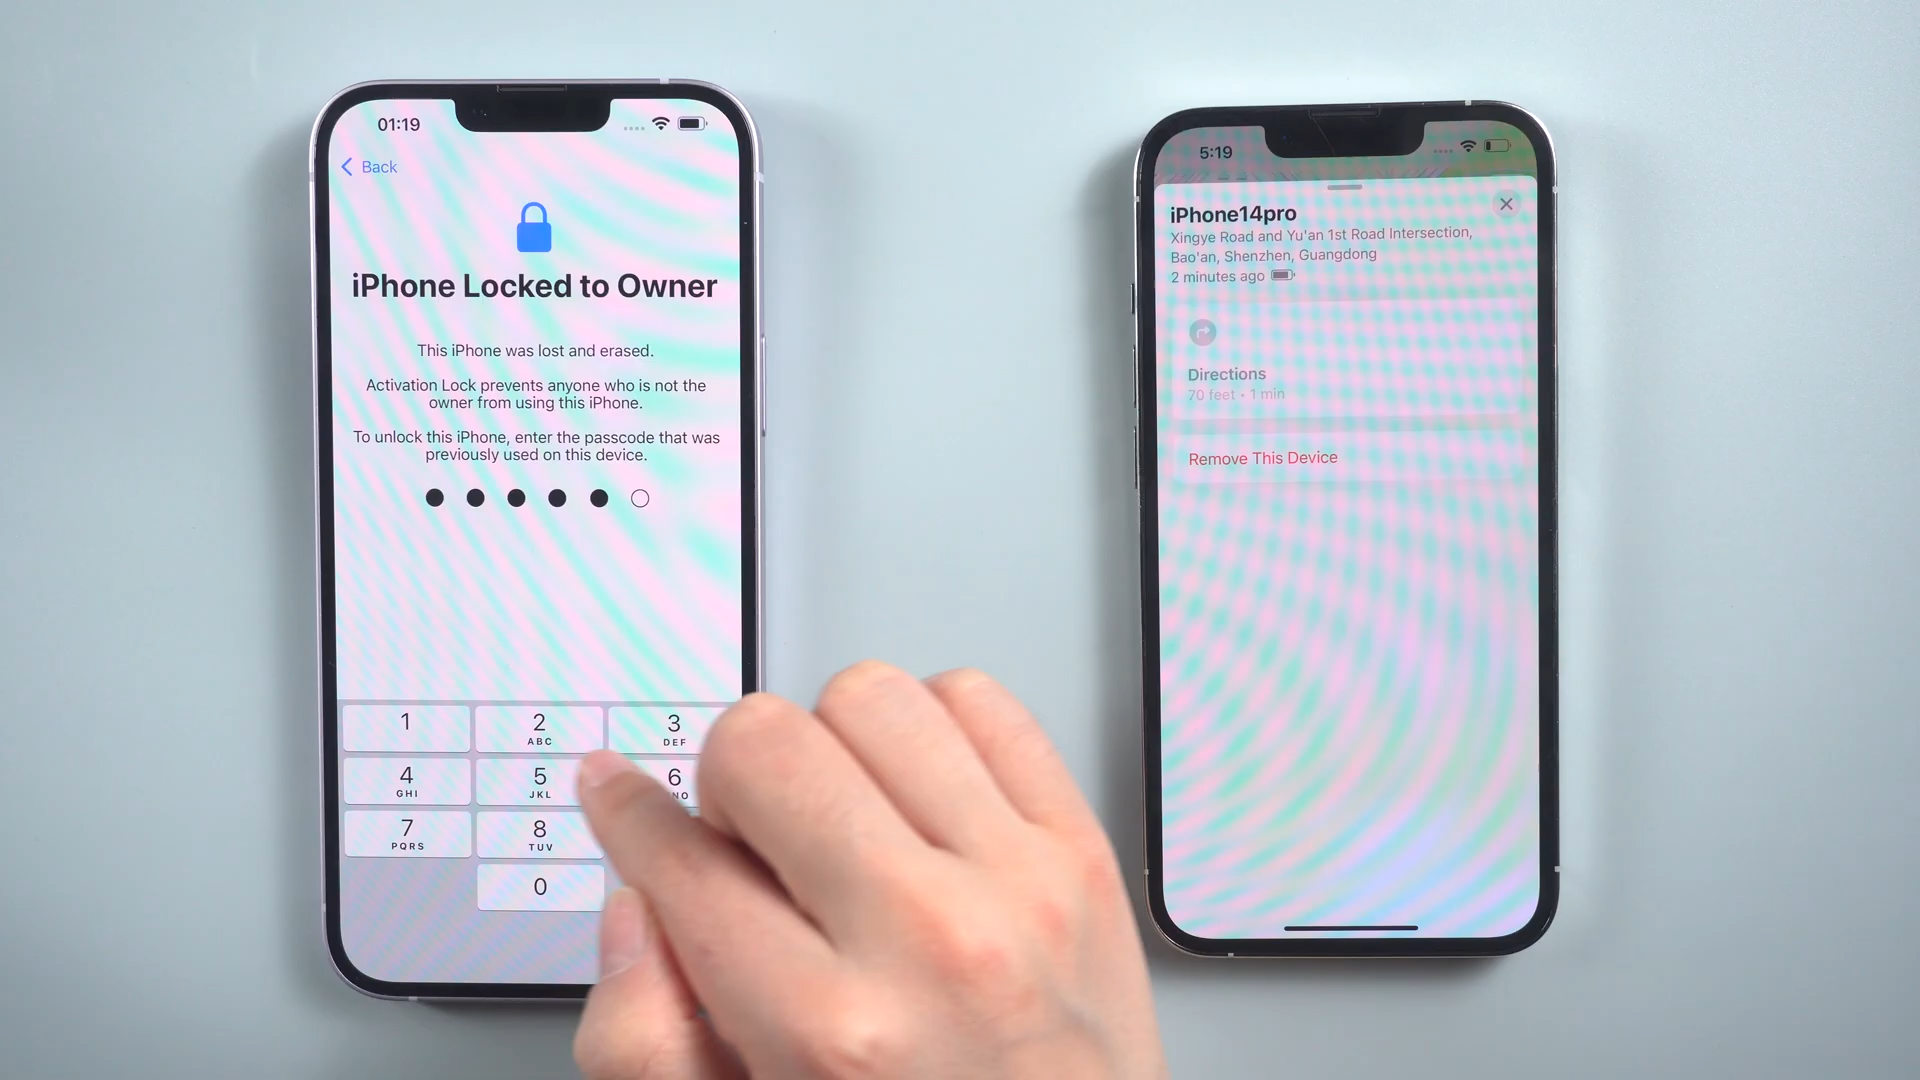 01:19
Back
iPhone Locked to Owner
This iPhone was lost and erased.
Activation Lock prevents anyone who is not the
owner from using this iPhone.
To unlock this iPhone, enter the passcode that was
previously used on this device.
1
2
ABC
3
DEF
4
GHI
5
JKL
6
NO
7
PQRS
8
TUV
0
5:19
iPhone14pro
Xingye Road and Yu'an 1st Road Intersection,
Bao'an, Shenzhen, Guangdong
2 minutes ago
Directions
70 feet • 1 min
Remove This Device